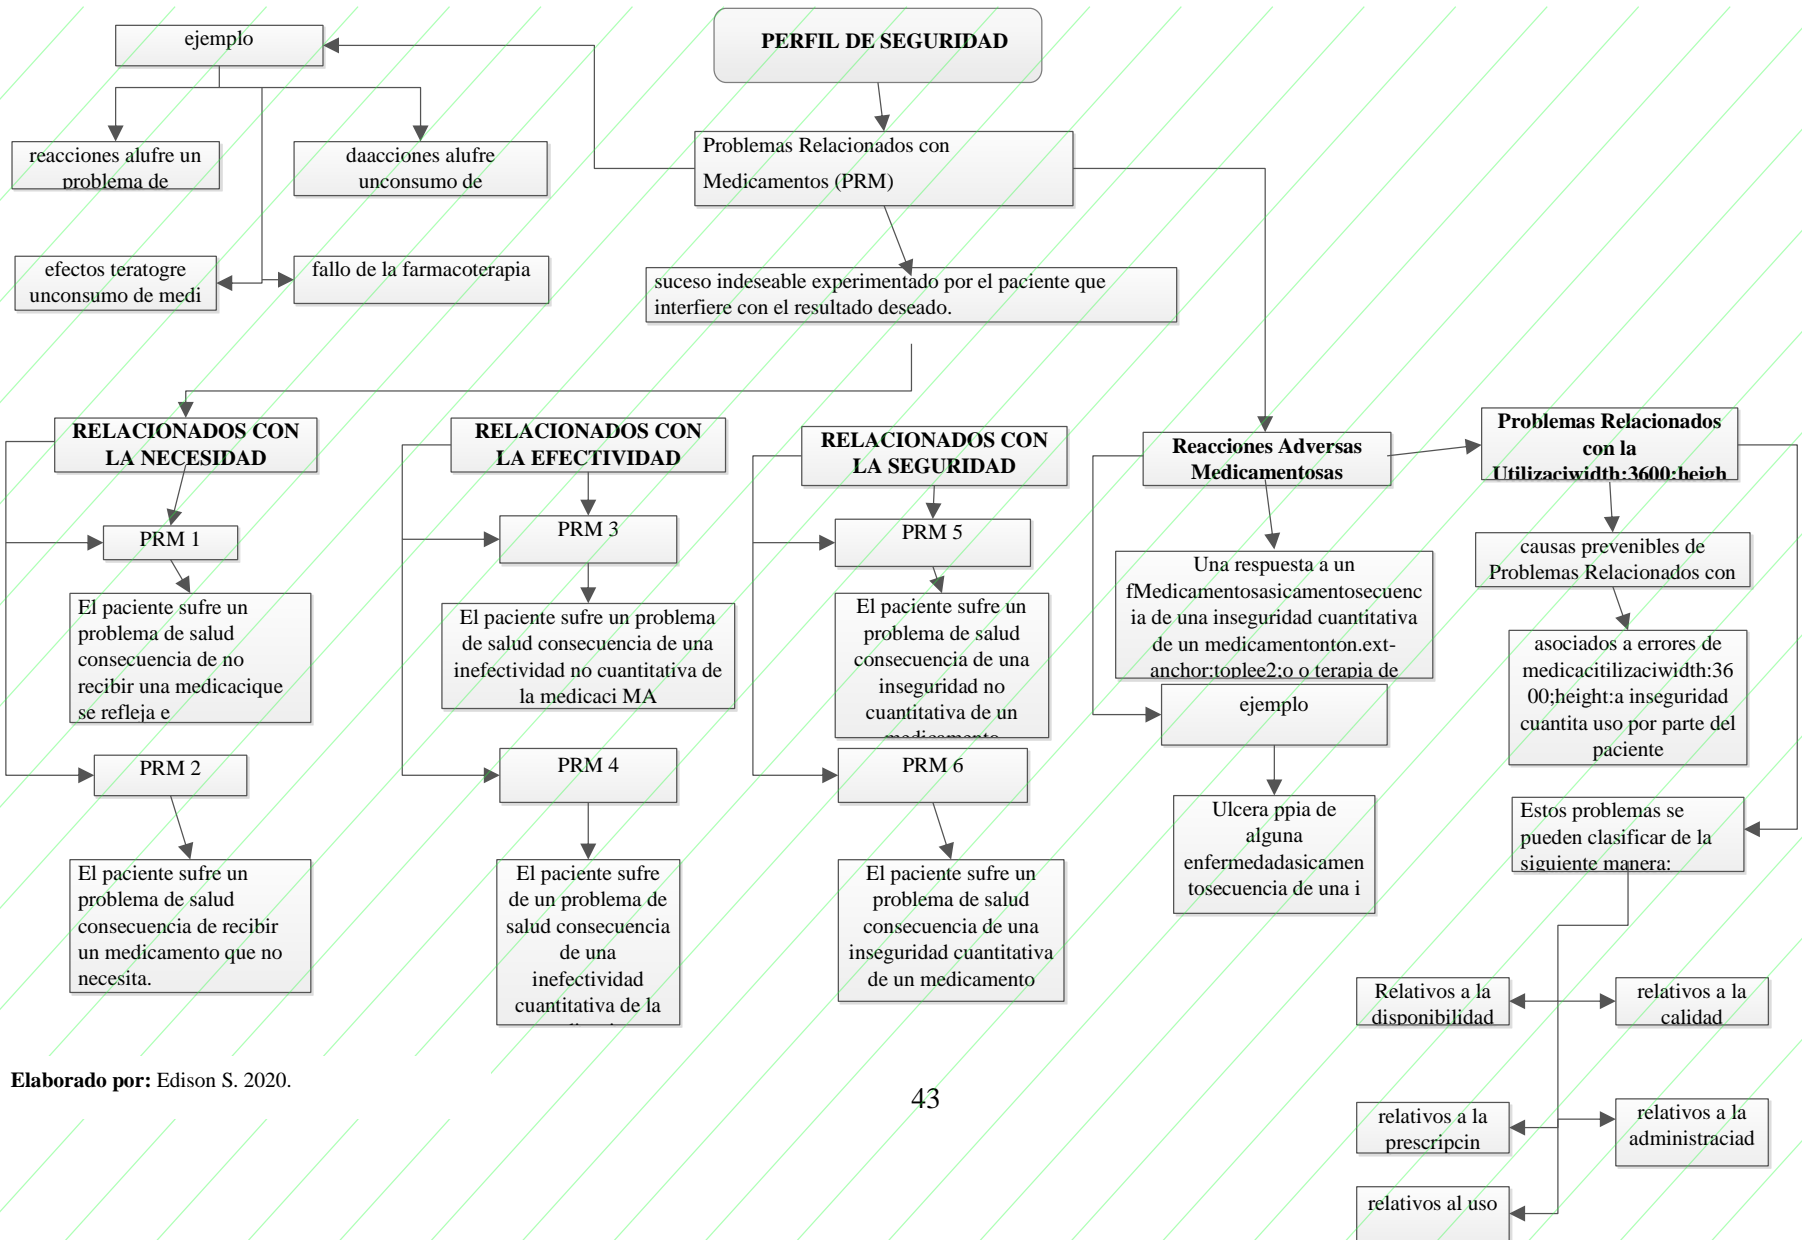 PERFIL DE SEGURIDAD
ejemplo
reacciones alufre un
problema de
daacciones alufre
unconsumo de
efectos teratogre
unconsumo de medi
fallo de la farmacoterapia
Problemas Relacionados con
Medicamentos (PRM)
suceso indeseable experimentado por el paciente que
interfiere con el resultado deseado.
RELACIONADOS CON
LA NECESIDAD
PRM 1
El paciente sufre un
problema de salud
consecuencia de no
recibir una medicacique
se refleja e
PRM 2
El paciente sufre un
problema de salud
consecuencia de recibir
un medicamento que no
necesita.
RELACIONADOS CON
LA EFECTIVIDAD
PRM 3
El paciente sufre un problema
de salud consecuencia de una
inefectividad no cuantitativa de
la medicaci MA
PRM 4
El paciente sufre
de un problema de
salud consecuencia
de una
inefectividad
cuantitativa de la
RELACIONADOS CON
LA SEGURIDAD
PRM 5
El paciente sufre un
problema de salud
consecuencia de una
inseguridad no
cuantitativa de un
medicamento
PRM 6
El paciente sufre un
problema de salud
consecuencia de una
inseguridad cuantitativa
de un medicamento
Reacciones Adversas
Medicamentosas
Una respuesta a un
fMedicamentosasicamentosecuenc
ia de una inseguridad cuantitativa
de un medicamentonton.ext-
anchor:toplee2;o o terapia de
ejemplo
Ulcera ppia de
alguna
enfermedadasicamen
tosecuencia de una i
Problemas Relacionados
con la
Utilizaciwidth:3600;heigh
causas prevenibles de
Problemas Relacionados con
asociados a errores de
medicacitilizaciwidth:36
00;height:a inseguridad
cuantita uso por parte del
paciente
Estos problemas se
pueden clasificar de la
siguiente manera:
Relativos a la
disponibilidad
relativos a la
calidad
relativos a la
prescripcin
relativos a la
administraciad
relativos al uso
Elaborado por: Edison S. 2020.
43